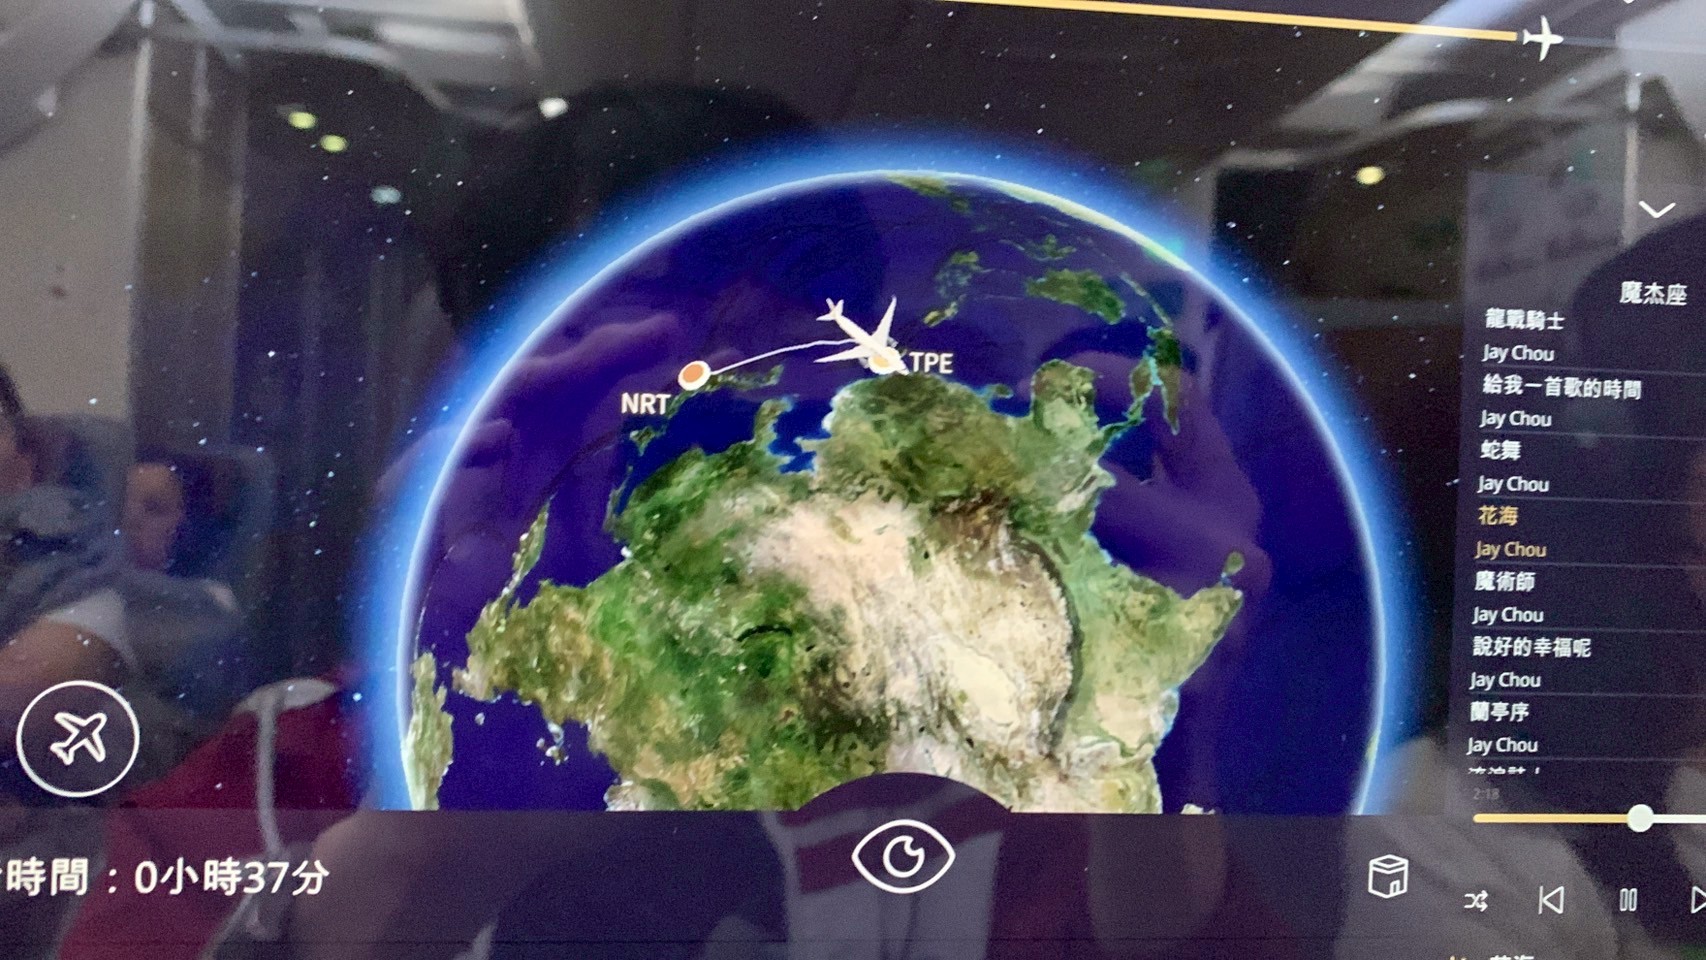 TPE
NRT
魔杰座
龍戰騎士
Jay Chou
給我一首歌的時間
Jay Chou
蛇舞
Jay Chou
花海
Jay Chou
魔術師
Jay Chou
說好的幸福呢
Jay Chou
蘭亭序
Jay Chou
2:18
時間：0小時37分
花海